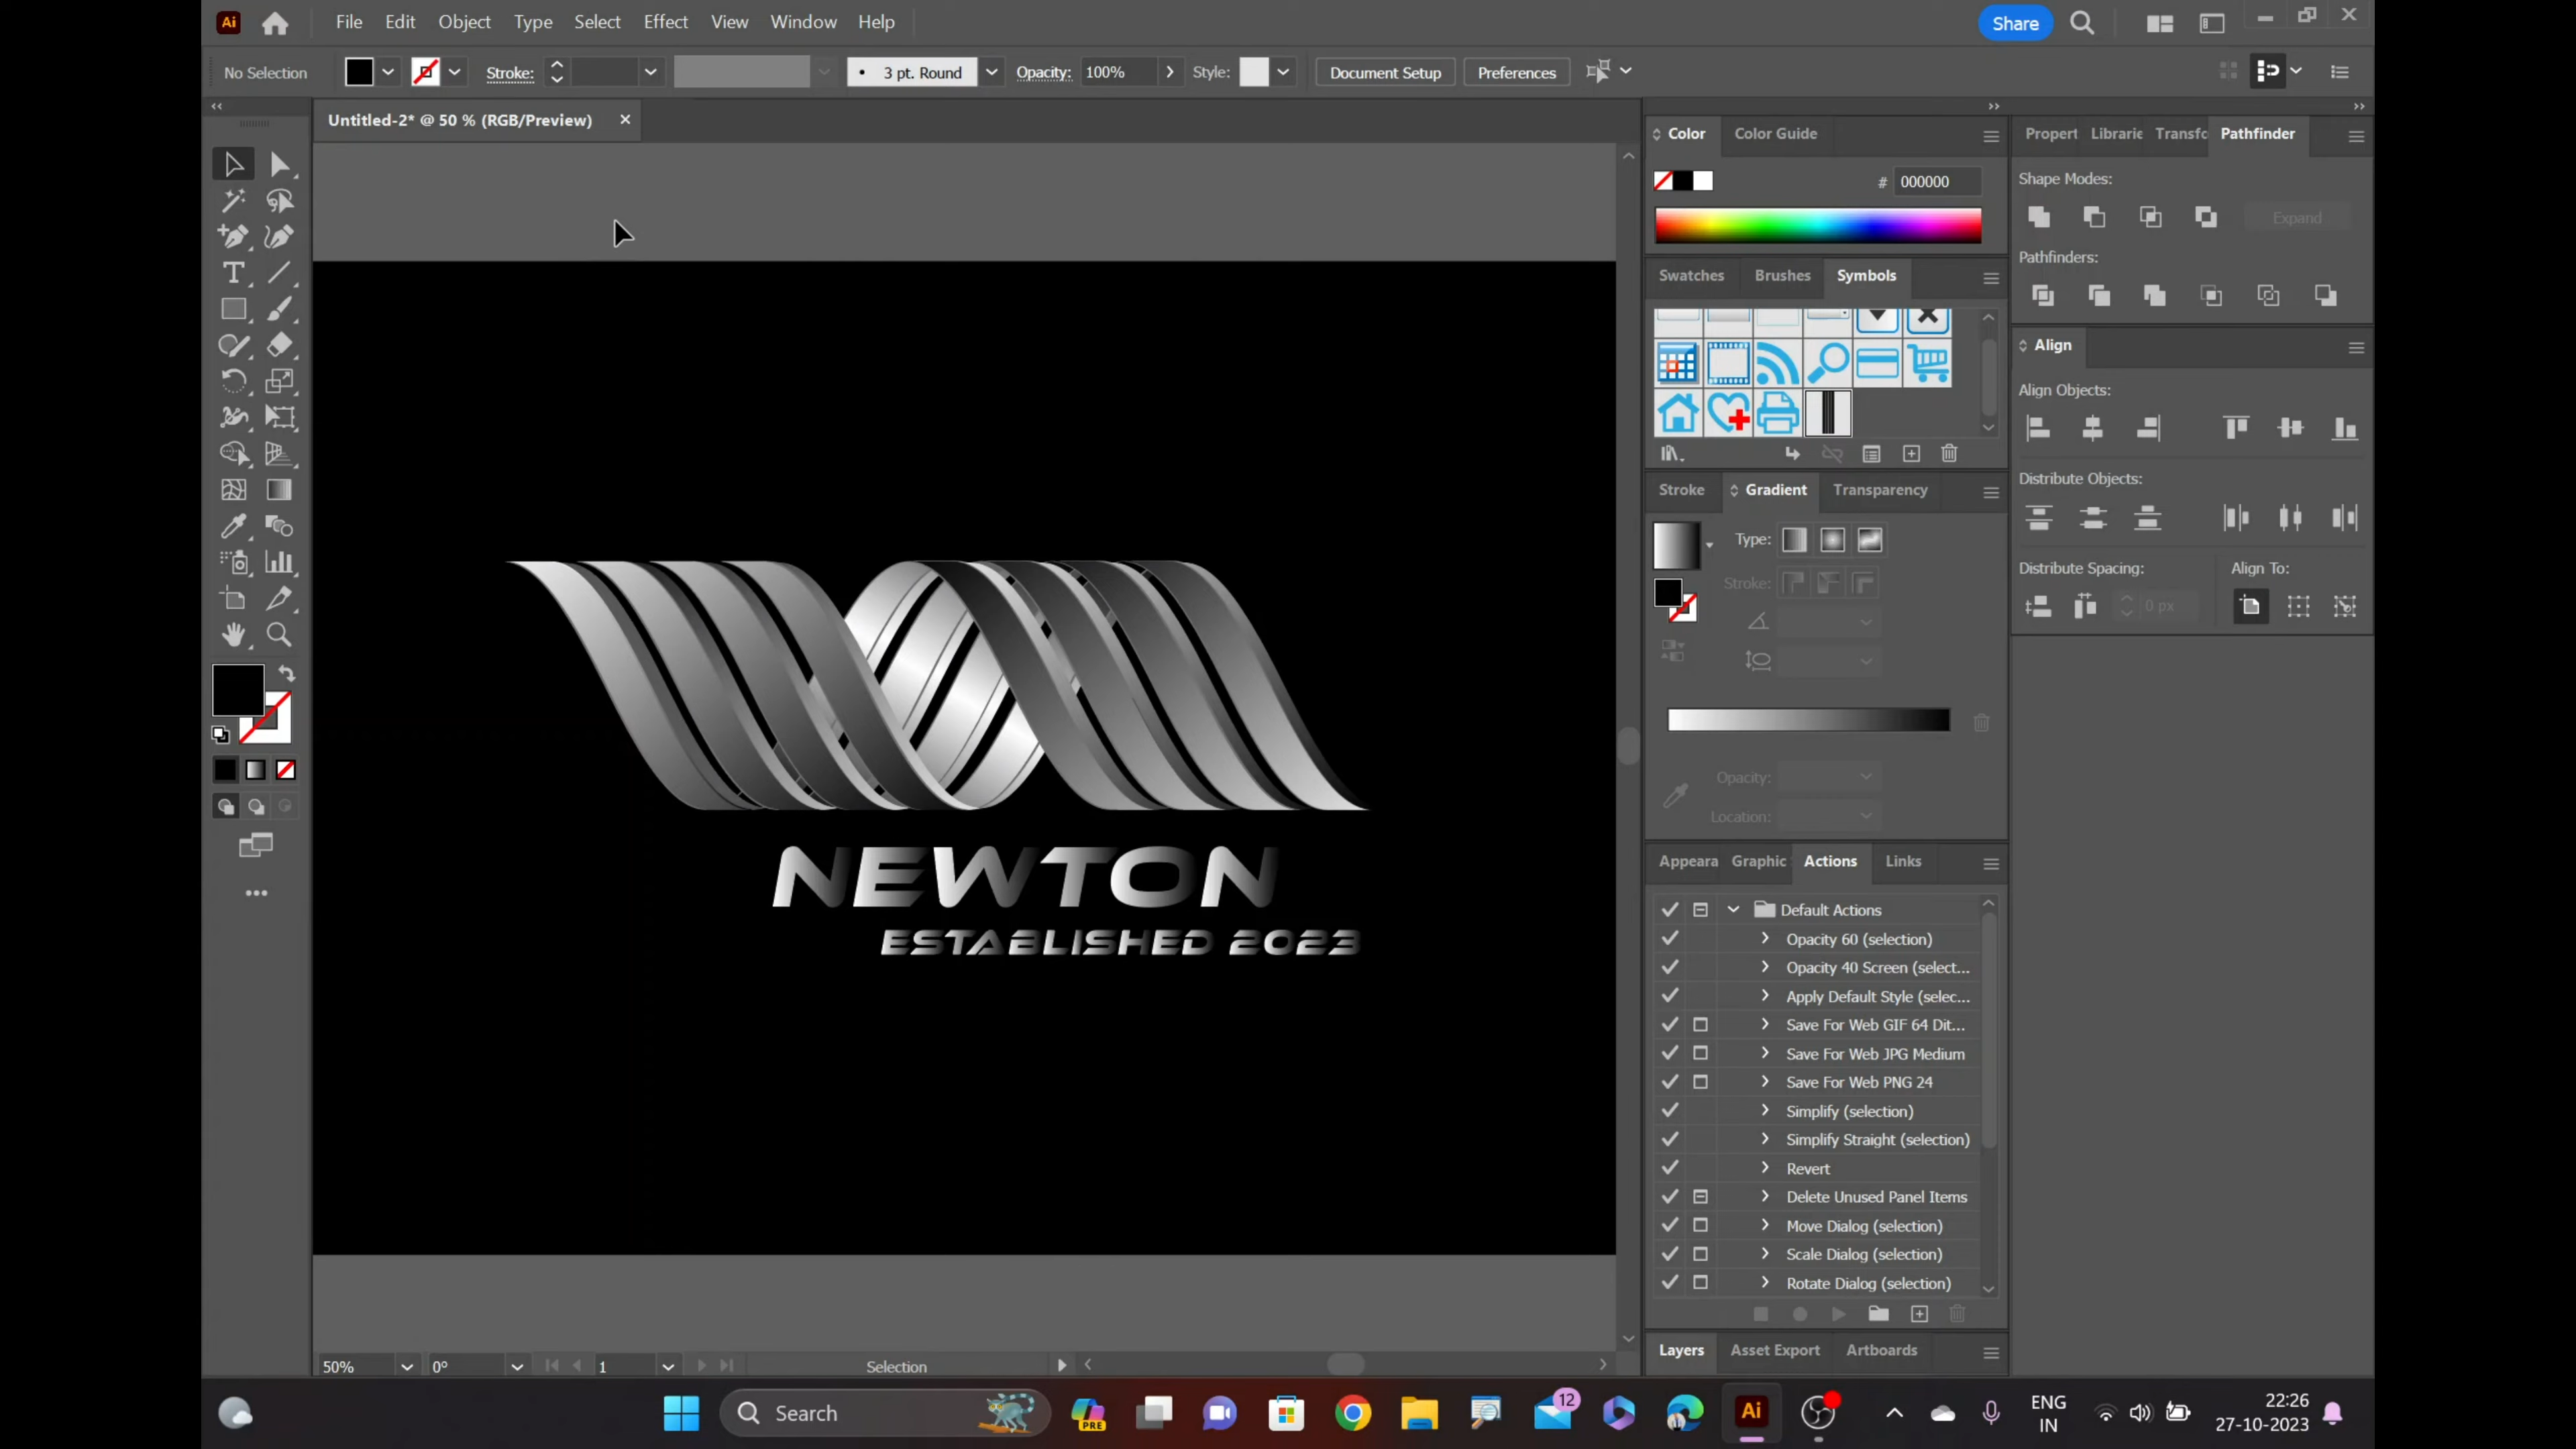 Ai File Edit Object Type Select Effect View Window Help Share
No Selection Stroke: 3 pt. Round Opacity: 100% Style: Document Setup Preferences
Untitled-2* @ 50 % (RGB/Preview)
Color Color Guide
# 000000
Swatches Brushes Symbols
Stroke Gradient Transparency
Type:
Stroke:
Opacity:
Location:
Appeara Graphic Actions Links
Default Actions
Opacity 60 (selection)
Opacity 40 Screen (select...
Apply Default Style (selec...
Save For Web GIF 64 Dit...
Save For Web JPG Medium
Save For Web PNG 24
Simplify (selection)
Simplify Straight (selection)
Revert
Delete Unused Panel Items
Move Dialog (selection)
Scale Dialog (selection)
Rotate Dialog (selection)
Layers Asset Export Artboards
Propert Librarie Transfo Pathfinder
Shape Modes:
Expand
Pathfinders:
Align
Align Objects:
Distribute Objects:
Distribute Spacing: Align To:
0 px
NEWTON
ESTABLISHED 2023
50% 0° 1 Selection
Search PRE 12 Ai ENG 22:26
IN 27-10-2023